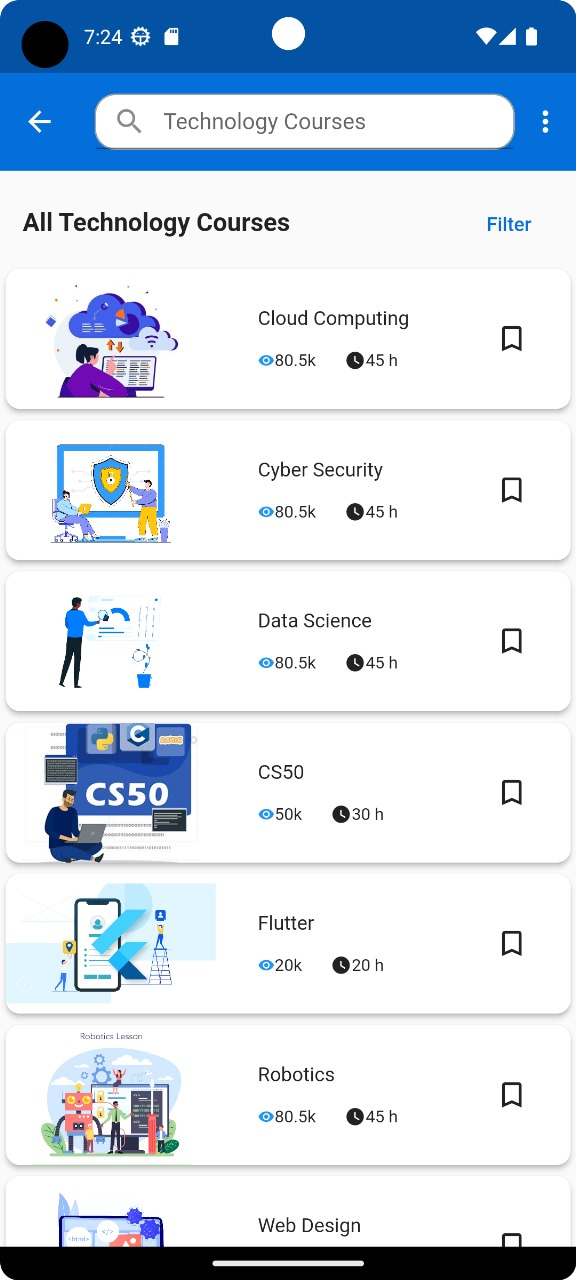 7:24
Technology Courses
All Technology Courses
Filter
Cloud Computing
80.5k 45 h
Cyber Security
80.5k 45 h
Data Science
80.5k 45 h
CS50
CS50
50k 30 h
Flutter
20k 20 h
Robotics Lesson
Robotics
80.5k 45 h
Web Design
<html> </>